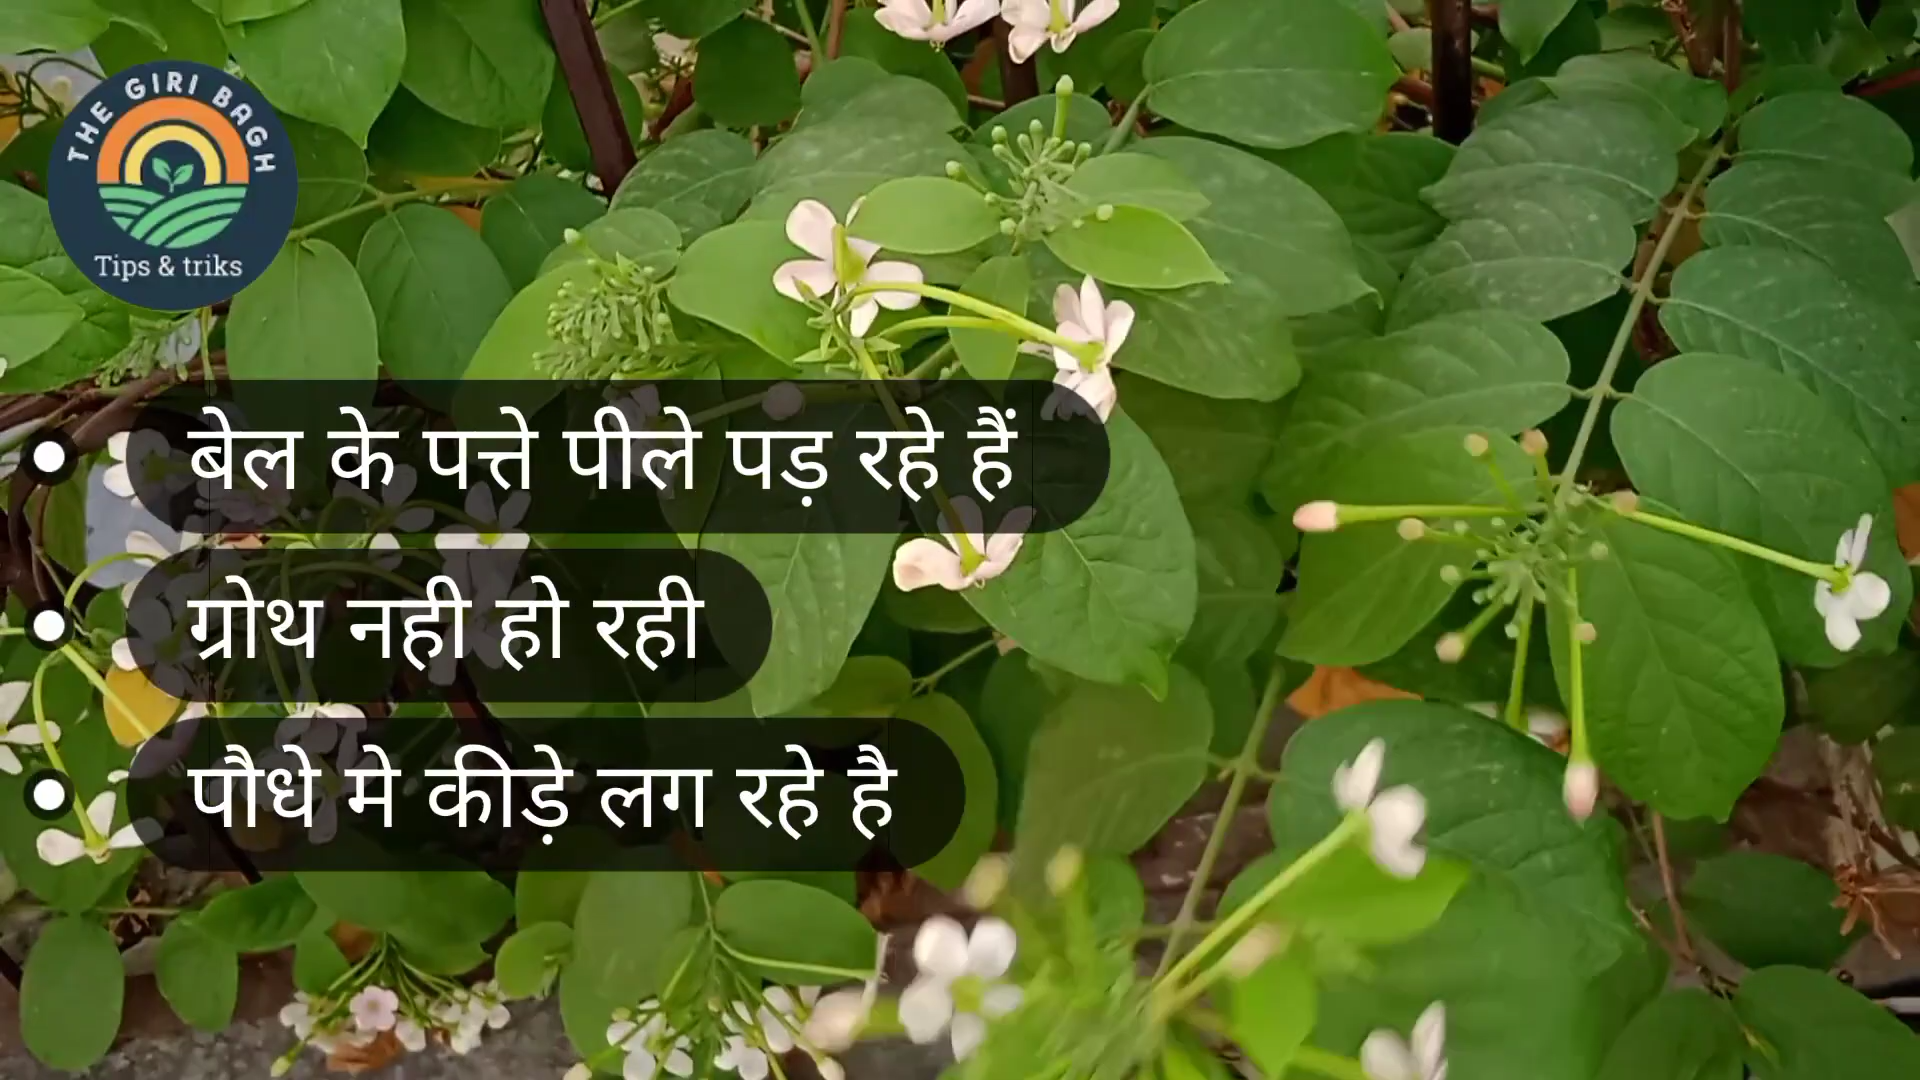 THE GIRI BAGH
Tips & triks
बेल के पत्ते पीले पड़ रहे हैं
ग्रोथ नही हो रही
पौधे मे कीड़े लग रहे है